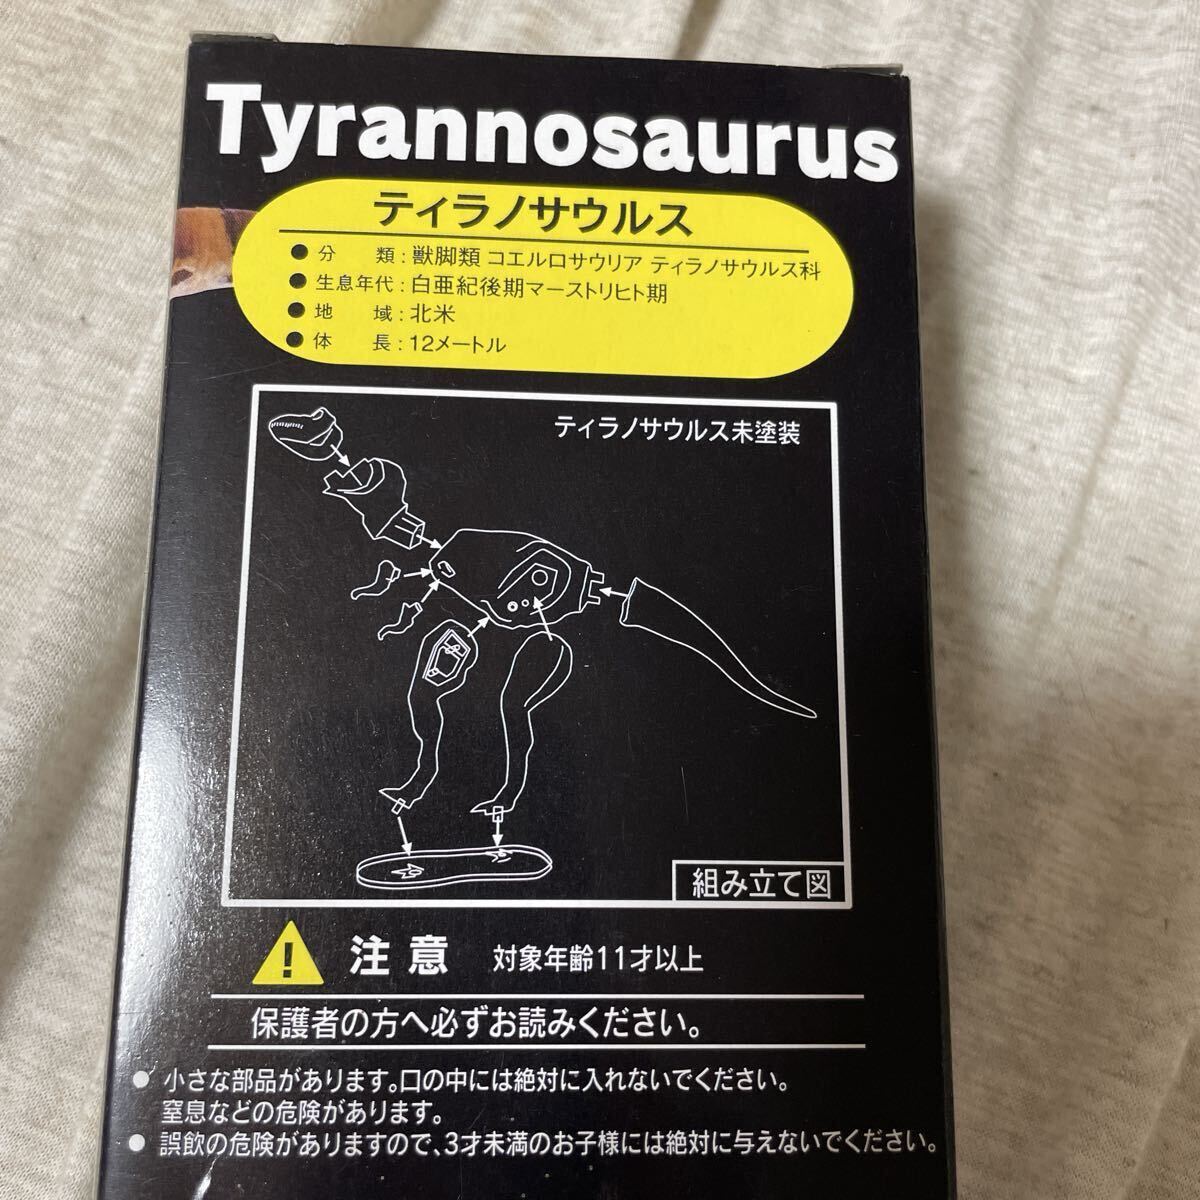 Tyrannosaurus
ティラノサウルス
● 分　類 : 獣脚類 コエルロサウリア ティラノサウルス科
● 生息年代 : 白亜紀後期マーストリヒト期
● 地　域 : 北米
● 体　長 : 12メートル
ティラノサウルス未塗装
組み立て図
! 注意 対象年齢11才以上
保護者の方へ必ずお読みください。
● 小さな部品があります。口の中には絶対に入れないでください。
窒息などの危険があります。
● 誤飲の危険がありますので、3才未満のお子様には絶対に与えないでください。